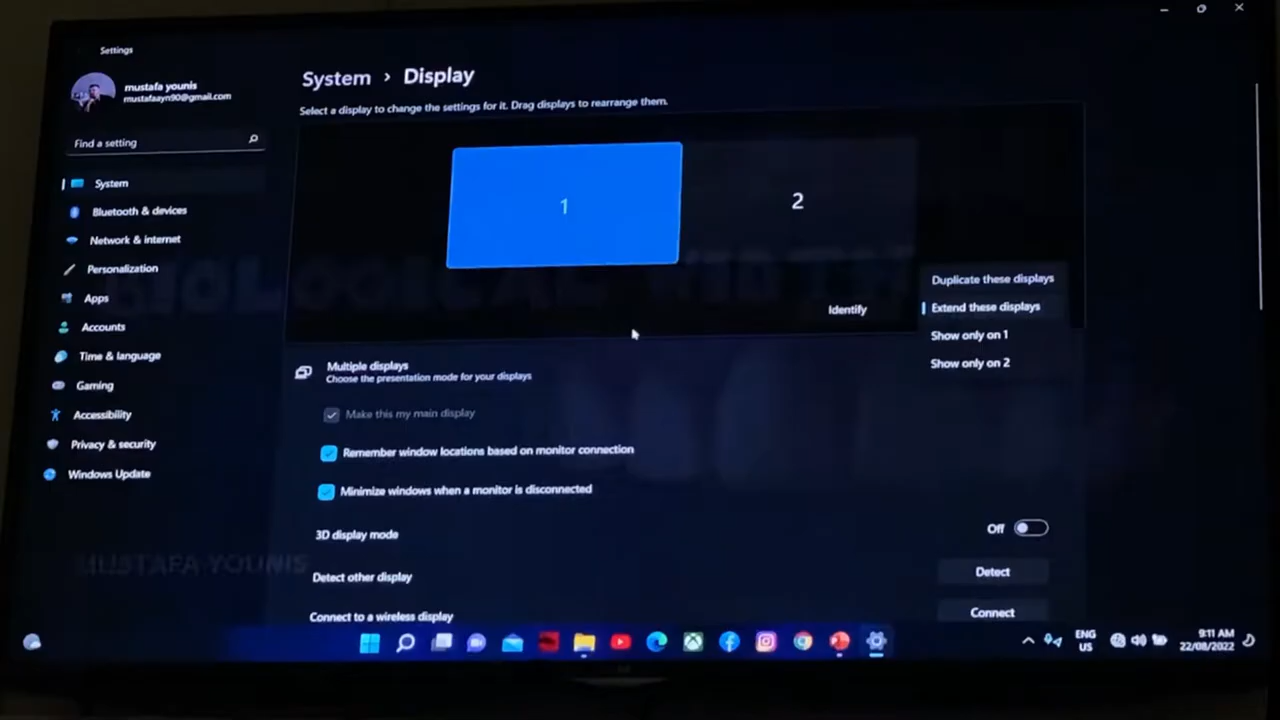 Settings
mustafa younis
mustafaayn90@gmail.com
Find a setting
System
Bluetooth & devices
Network & internet
Personalization
Apps
Accounts
Time & language
Gaming
Accessibility
Privacy & security
Windows Update
System › Display
Select a display to change the settings for it. Drag displays to rearrange them.
1
2
Identify
Duplicate these displays
Extend these displays
Show only on 1
Show only on 2
Multiple displays
Choose the presentation mode for your displays
Make this my main display
Remember window locations based on monitor connection
Minimize windows when a monitor is disconnected
3D display mode
Off
Detect other display
Detect
Connect to a wireless display
Connect
BIOLOGICAL WIDTH
MUSTAFA YOUNIS
ENG
US
9:11 AM
22/08/2022